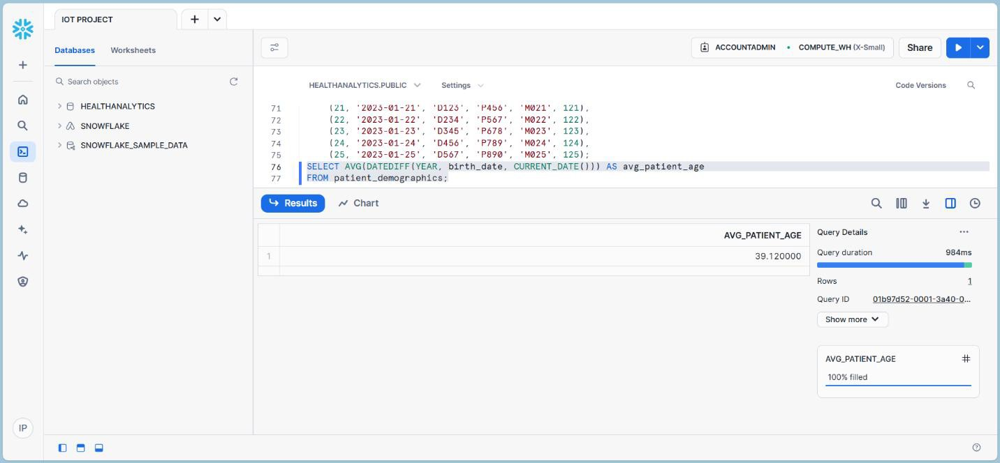 IOT PROJECT
Databases
Worksheets
Search objects
HEALTHANALYTICS
SNOWFLAKE
SNOWFLAKE_SAMPLE_DATA
IP
ACCOUNTADMIN • COMPUTE_WH (X-Small)
Share
HEALTHANALYTICS.PUBLIC
Settings
Code Versions
71 (21, '2023-01-21', 'D123', 'P456', 'M021', 121),
72 (22, '2023-01-22', 'D234', 'P567', 'M022', 122),
73 (23, '2023-01-23', 'D345', 'P678', 'M023', 123),
74 (24, '2023-01-24', 'D456', 'P789', 'M024', 124),
75 (25, '2023-01-25', 'D567', 'P890', 'M025', 125);
76 SELECT AVG(DATEDIFF(YEAR, birth_date, CURRENT_DATE())) AS avg_patient_age
77 FROM patient_demographics;
Results
Chart
AVG_PATIENT_AGE
1 39.120000
Query Details
Query duration 984ms
Rows 1
Query ID 01b97d52-0001-3a40-0...
Show more
AVG_PATIENT_AGE
100% filled